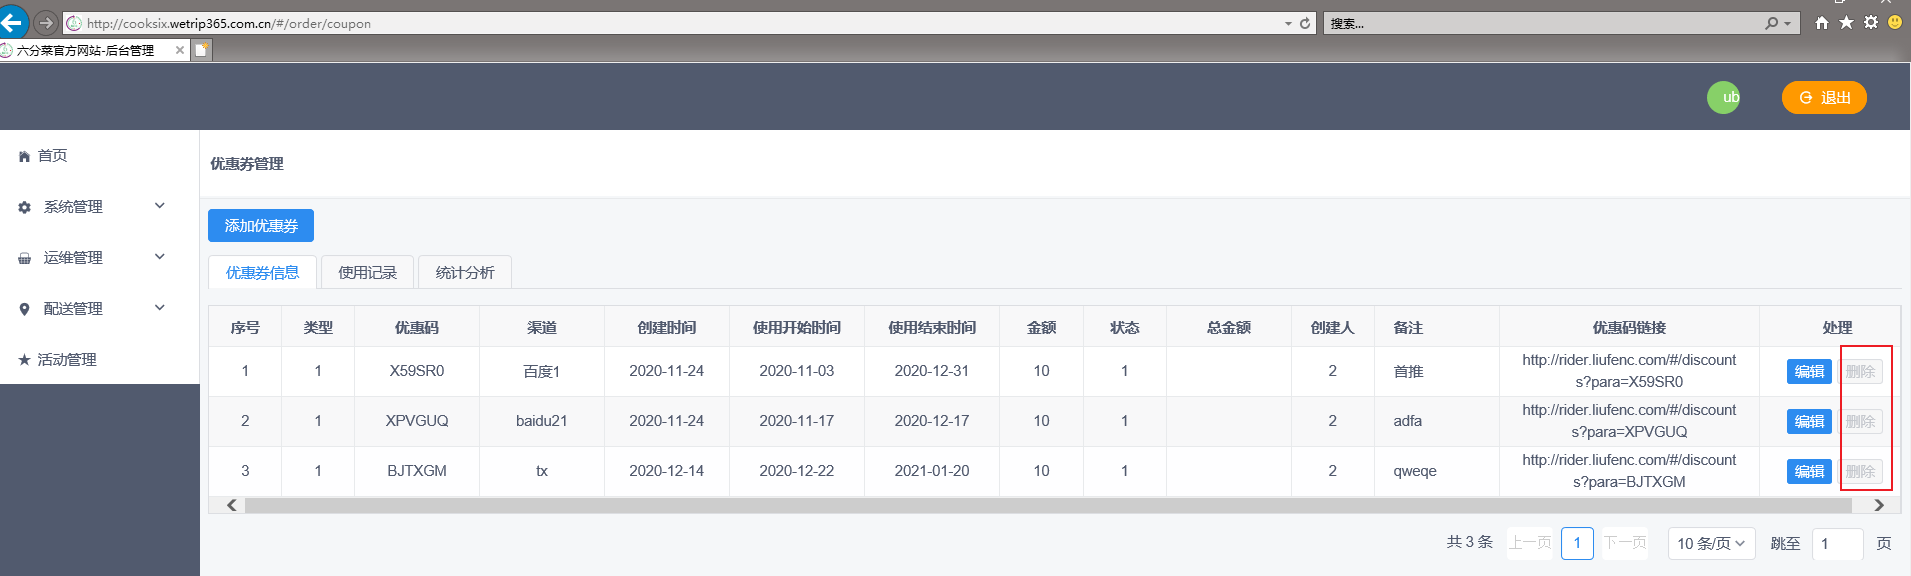 http://cooksix.wetrip365.com.cn/#/order/coupon
搜索...
六分菜官方网站-后台管理
ub
退出
首页
系统管理
运维管理
配送管理
活动管理
优惠券管理
添加优惠券
优惠券信息 使用记录 统计分析
序号 类型 优惠码 渠道 创建时间 使用开始时间 使用结束时间 金额 状态 总金额 创建人 备注 优惠码链接 处理
1 1 X59SR0 百度1 2020-11-24 2020-11-03 2020-12-31 10 1 2 首推 http://rider.liufenc.com/#/discount
s?para=X59SR0 编辑 删除
2 1 XPVGUQ baidu21 2020-11-24 2020-11-17 2020-12-17 10 1 2 adfa http://rider.liufenc.com/#/discount
s?para=XPVGUQ 编辑 删除
3 1 BJTXGM tx 2020-12-14 2020-12-22 2021-01-20 10 1 2 qweqe http://rider.liufenc.com/#/discount
s?para=BJTXGM 编辑 删除
共 3 条 上一页 1 下一页 10 条/页 跳至 1 页